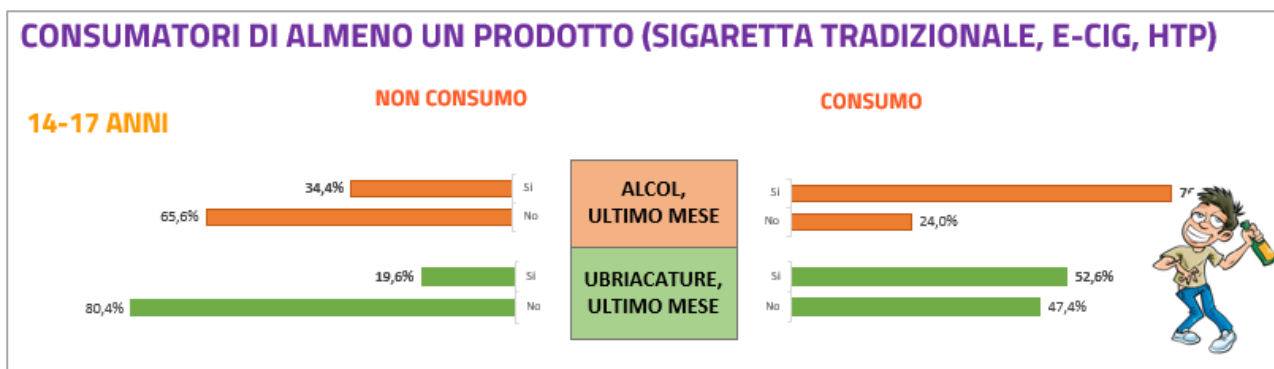 CONSUMATORI DI ALMENO UN PRODOTTO (SIGARETTA TRADIZIONALE, E-CIG, HTP)
NON CONSUMO
CONSUMO
14-17 ANNI
34,4%
Sì
65,6%
No
ALCOL,
ULTIMO MESE
Sì
No
24,0%
19,6%
Sì
80,4%
No
UBRIACATURE,
ULTIMO MESE
Sì
52,6%
No
47,4%